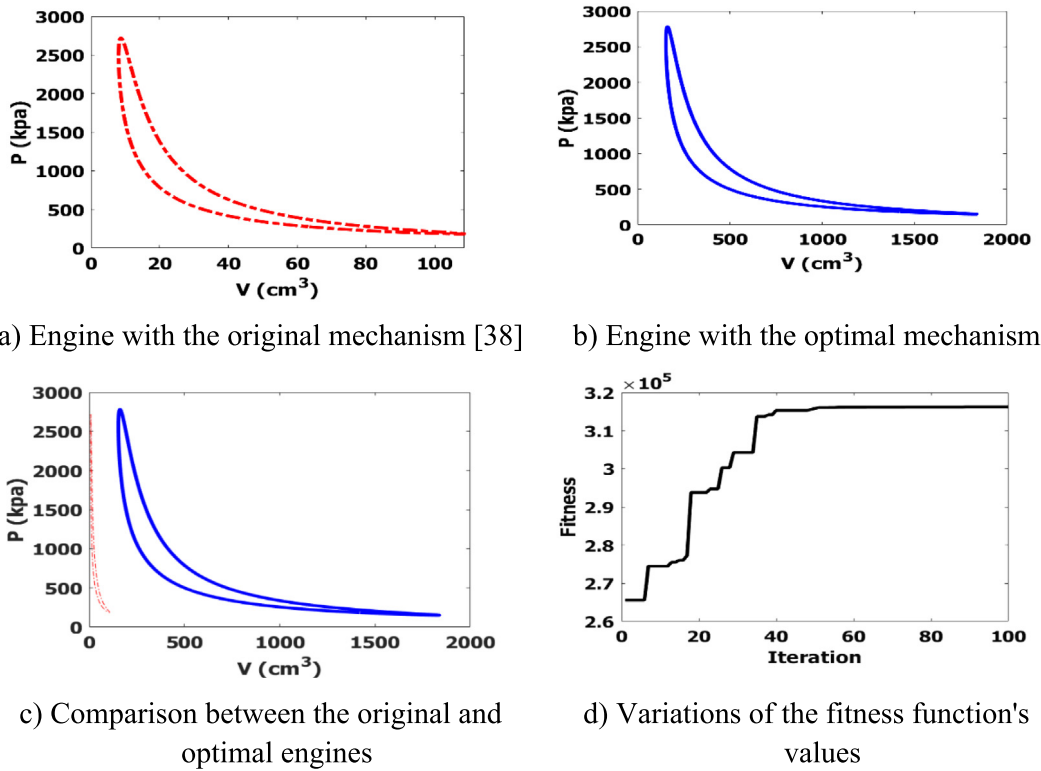 3000
2500
2000
1500
1000
500
0
P (kpa)
0 20 40 60 80 100
V (cm³)
a) Engine with the original mechanism [38]
3000
2500
2000
1500
1000
500
0
P (kpa)
0 500 1000 1500 2000
V (cm³)
b) Engine with the optimal mechanism
3000
2500
2000
1500
1000
500
0
P (kpa)
0 500 1000 1500 2000
V (cm³)
c) Comparison between the original and
optimal engines
×10⁵
3.2
3.1
3
2.9
2.8
2.7
2.6
Fitness
0 20 40 60 80 100
Iteration
d) Variations of the fitness function's
values